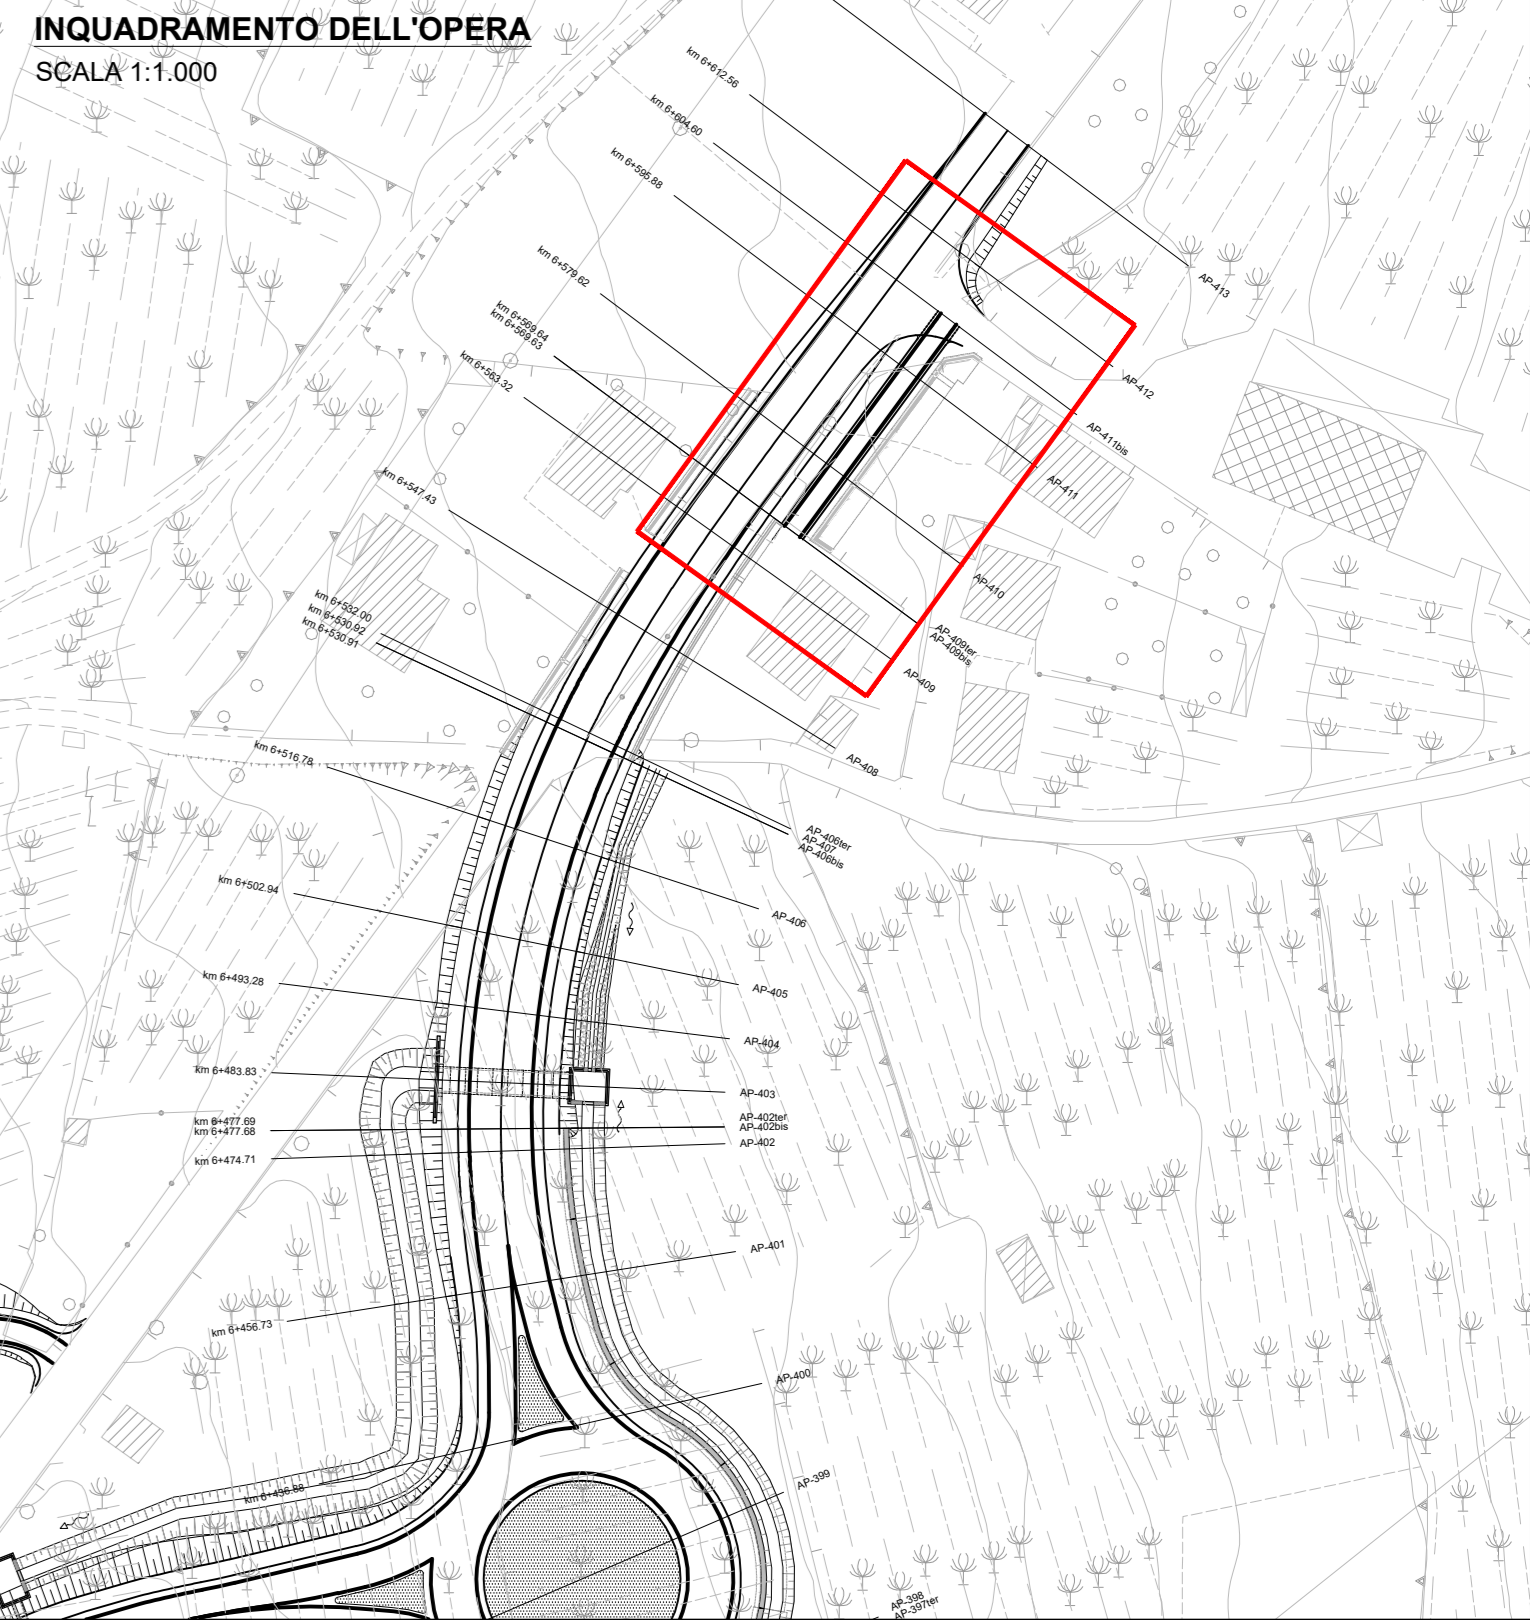 INQUADRAMENTO DELL'OPERA
SCALA 1:1.000
km 6+612.56
km 6+604.60
km 6+595.88
km 6+579.62
km 6+569.64
km 6+569.63
km 6+563.32
km 6+547.43
km 6+532.00
km 6+530.92
km 6+530.91
km 6+516.78
km 6+502.94
km 6+493.28
km 6+483.83
km 6+477.69
km 6+477.68
km 6+474.71
km 6+456.73
km 6+436.88
AP-413
AP-412
AP-411bis
AP-411
AP-410
AP-409ter
AP-409bis
AP-409
AP-408
AP-406ter
AP-407
AP-406bis
AP-406
AP-405
AP-404
AP-403
AP-402ter
AP-402bis
AP-402
AP-401
AP-400
AP-399
AP-398
AP-397ter